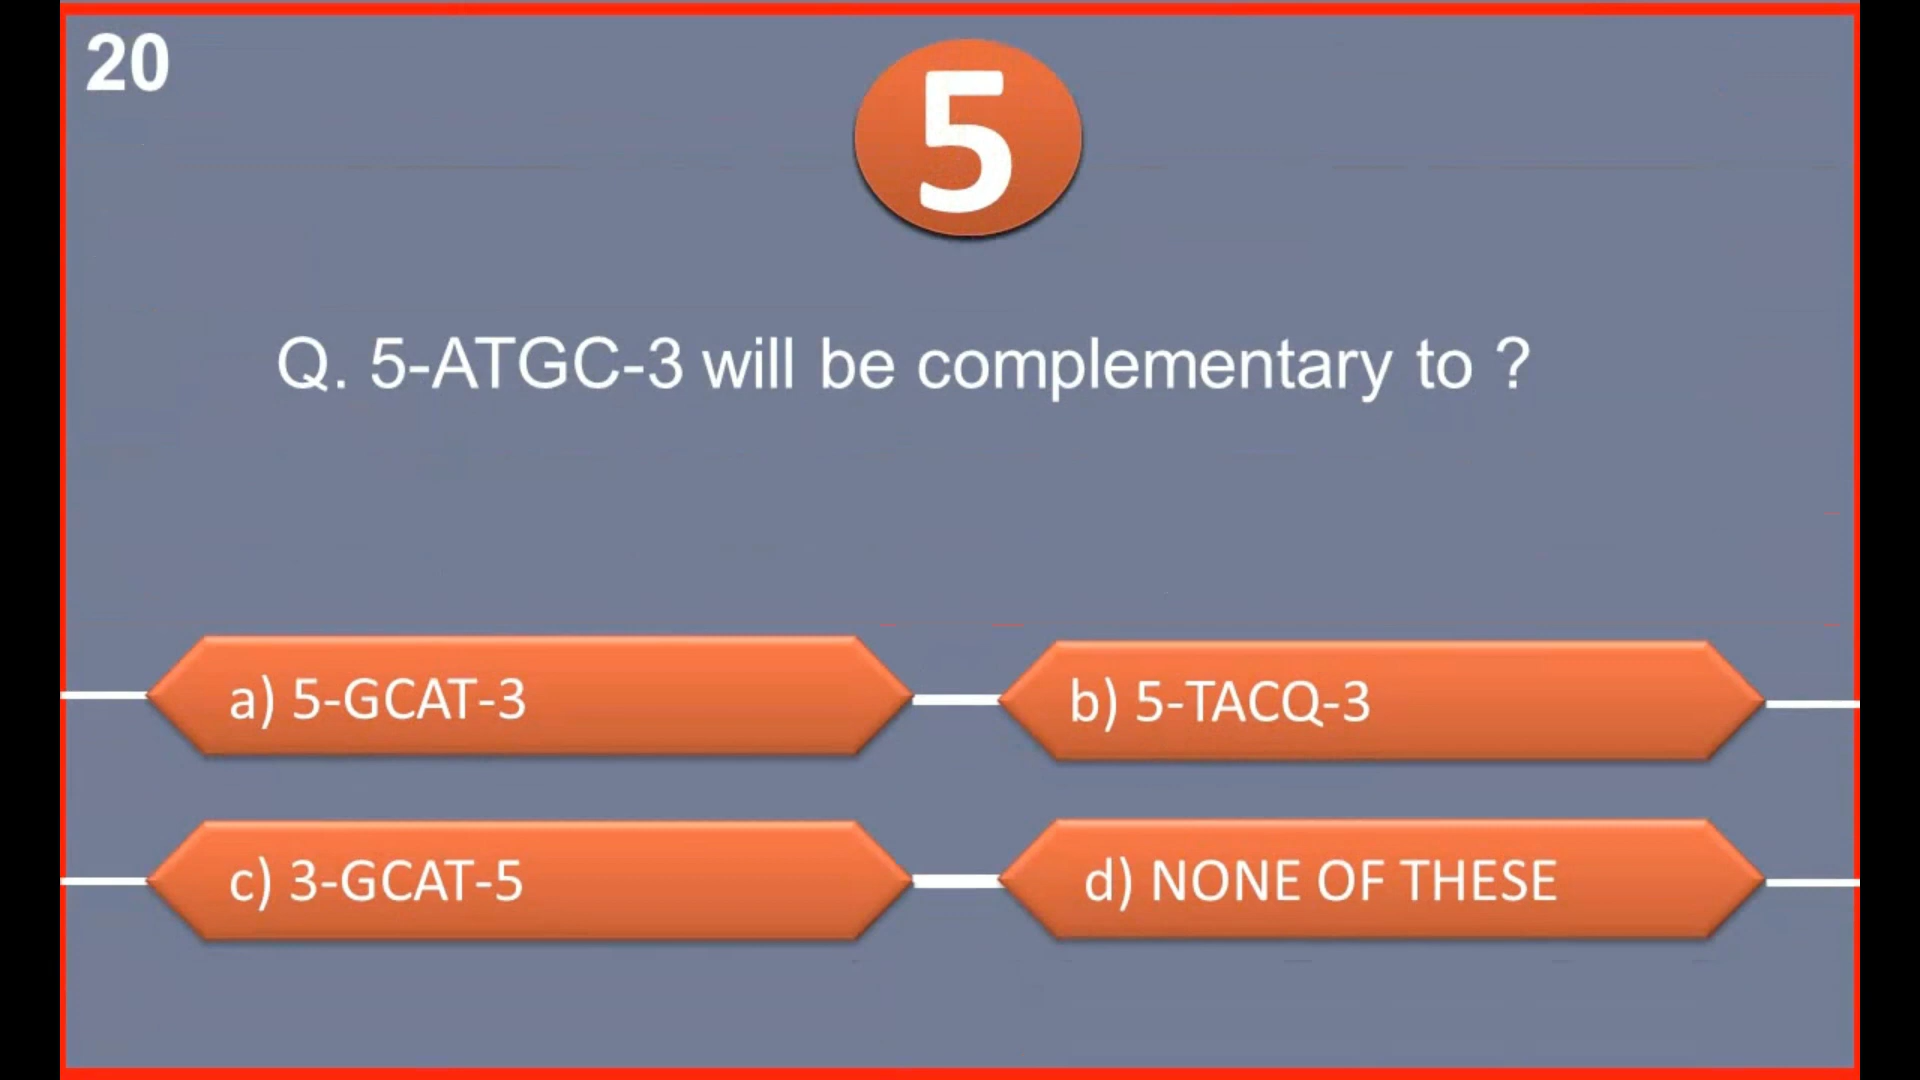 20
5
Q. 5-ATGC-3 will be complementary to ?
a) 5-GCAT-3
b) 5-TACQ-3
c) 3-GCAT-5
d) NONE OF THESE